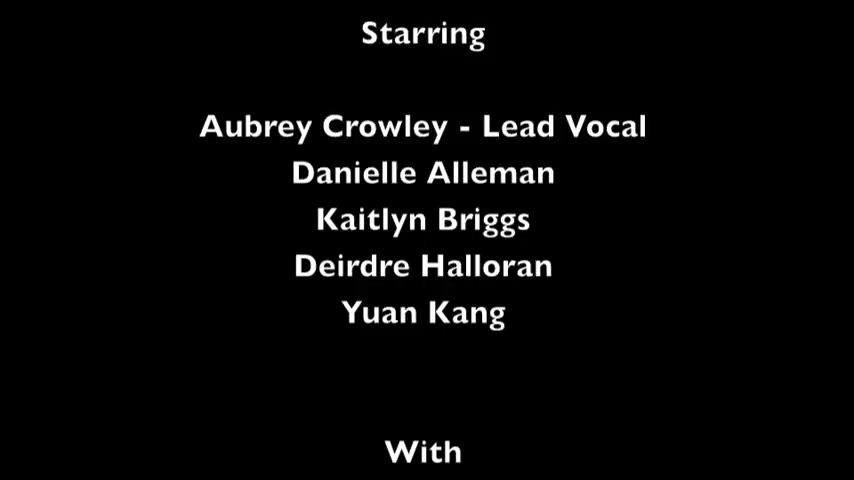 Starring
Aubrey Crowley - Lead Vocal
Danielle Alleman
Kaitlyn Briggs
Deirdre Halloran
Yuan Kang
With